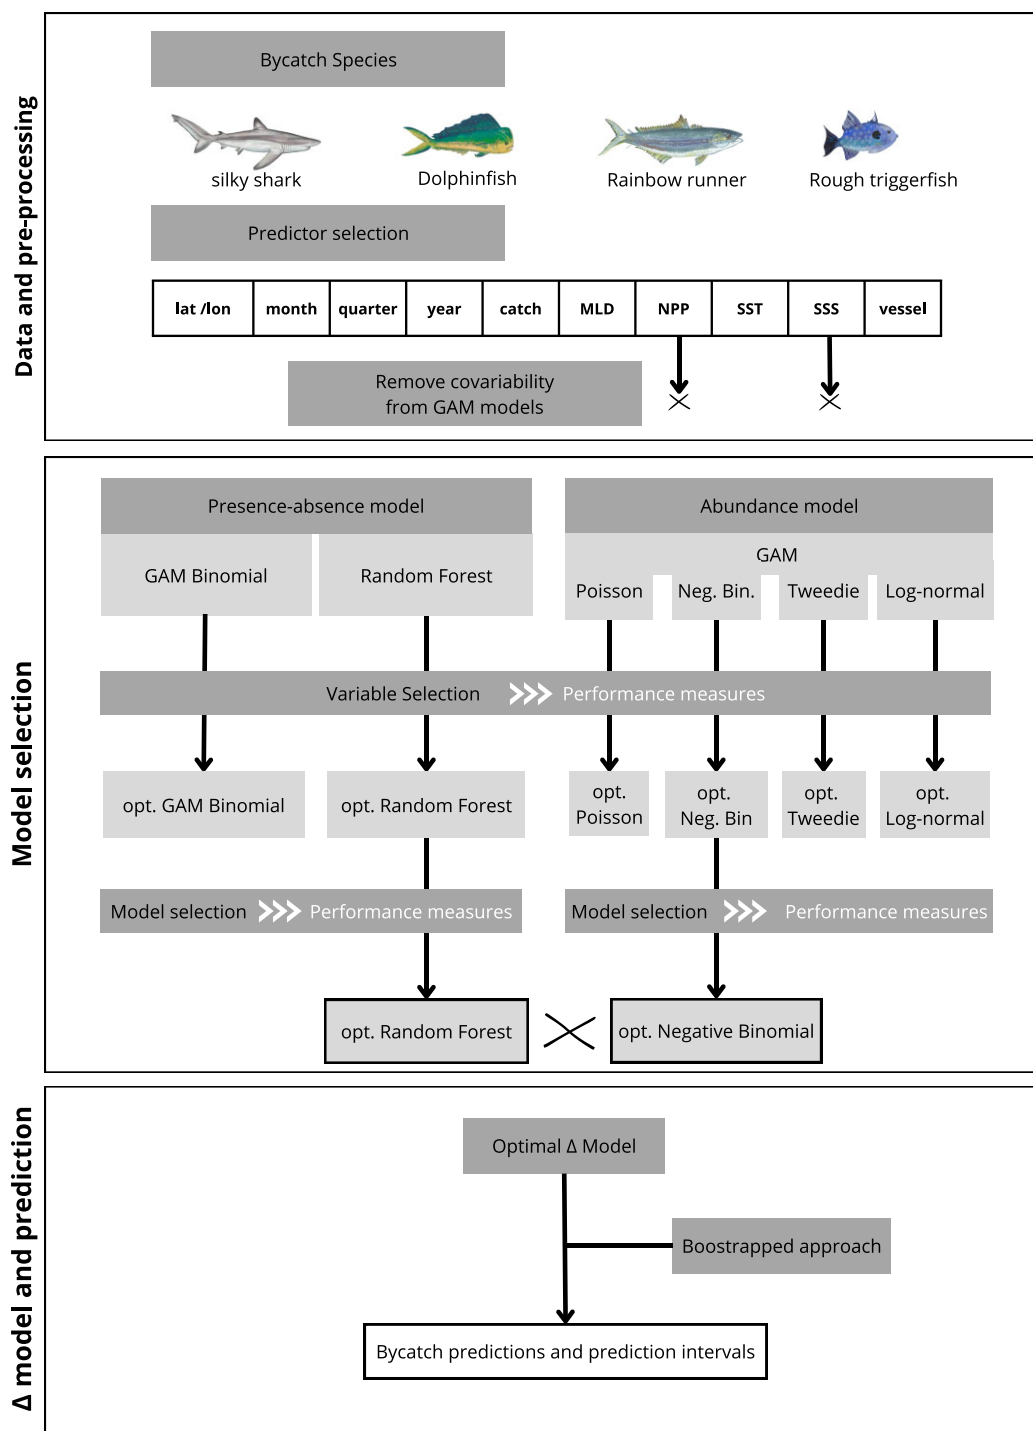 Data and pre-processing
Bycatch Species
silky shark
Dolphinfish
Rainbow runner
Rough triggerfish
Predictor selection
lat /lon
month
quarter
year
catch
MLD
NPP
SST
SSS
vessel
Remove covariability
from GAM models
Model selection
Presence-absence model
Abundance model
GAM Binomial
Random Forest
GAM
Poisson
Neg. Bin.
Tweedie
Log-normal
Variable Selection
Performance measures
opt. GAM Binomial
opt. Random Forest
opt.
Poisson
opt.
Neg. Bin
opt.
Tweedie
opt.
Log-normal
Model selection
Performance measures
Model selection
Performance measures
opt. Random Forest
opt. Negative Binomial
Δ model and prediction
Optimal Δ Model
Boostrapped approach
Bycatch predictions and prediction intervals